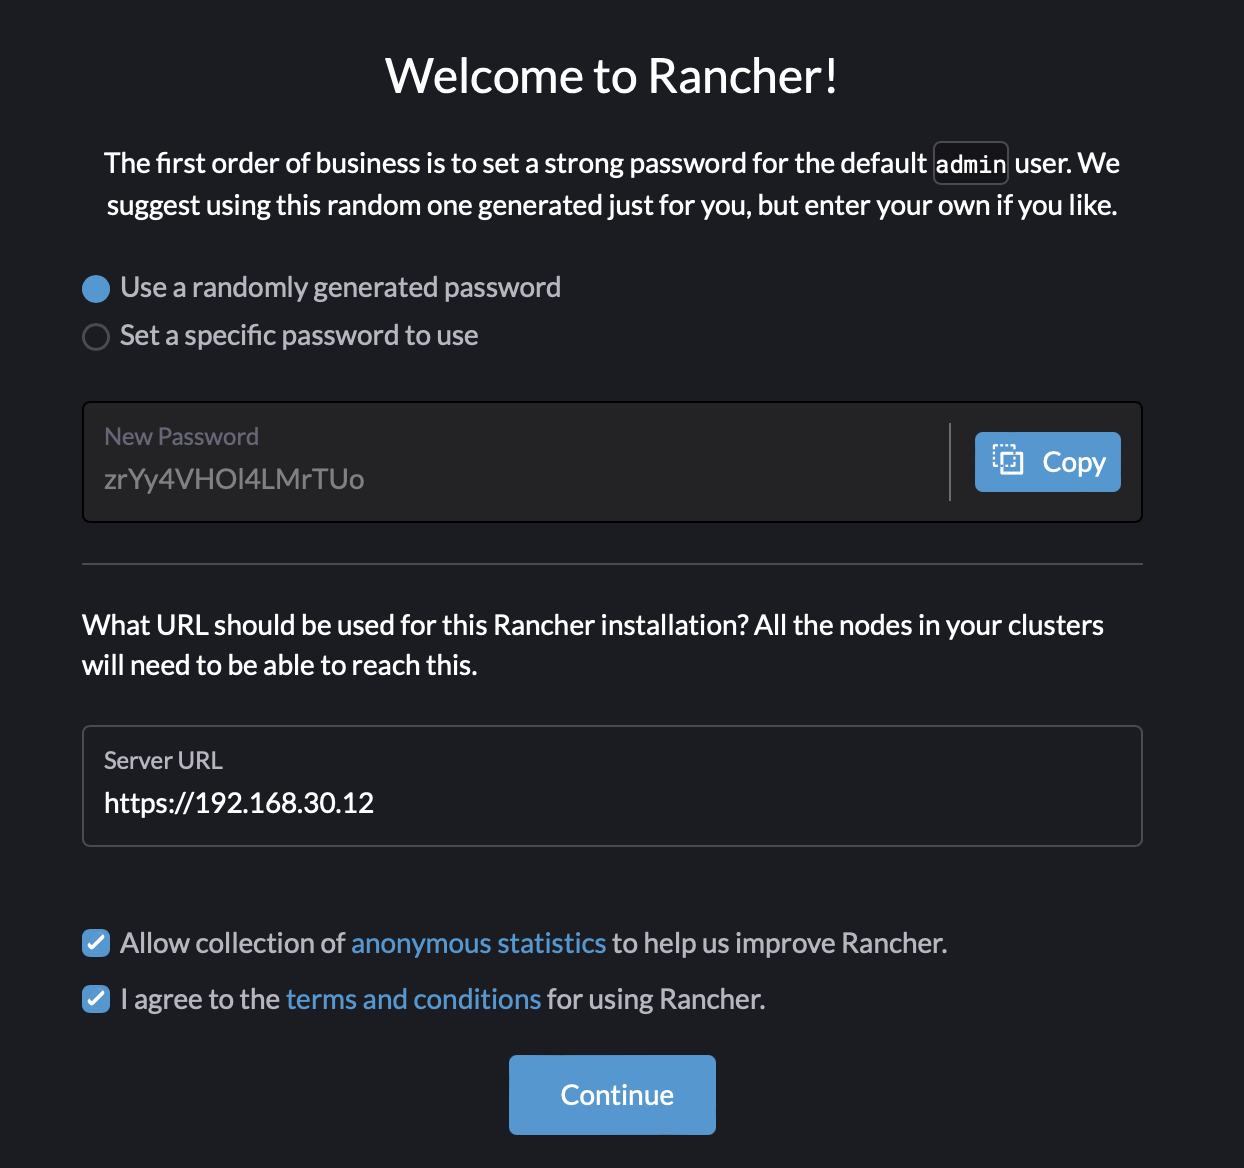 Welcome to Rancher!
The first order of business is to set a strong password for the default admin user. We
suggest using this random one generated just for you, but enter your own if you like.
Use a randomly generated password
Set a specific password to use
New Password
zrYy4VHOl4LMrTUo
Copy
What URL should be used for this Rancher installation? All the nodes in your clusters
will need to be able to reach this.
Server URL
https://192.168.30.12
Allow collection of anonymous statistics to help us improve Rancher.
I agree to the terms and conditions for using Rancher.
Continue